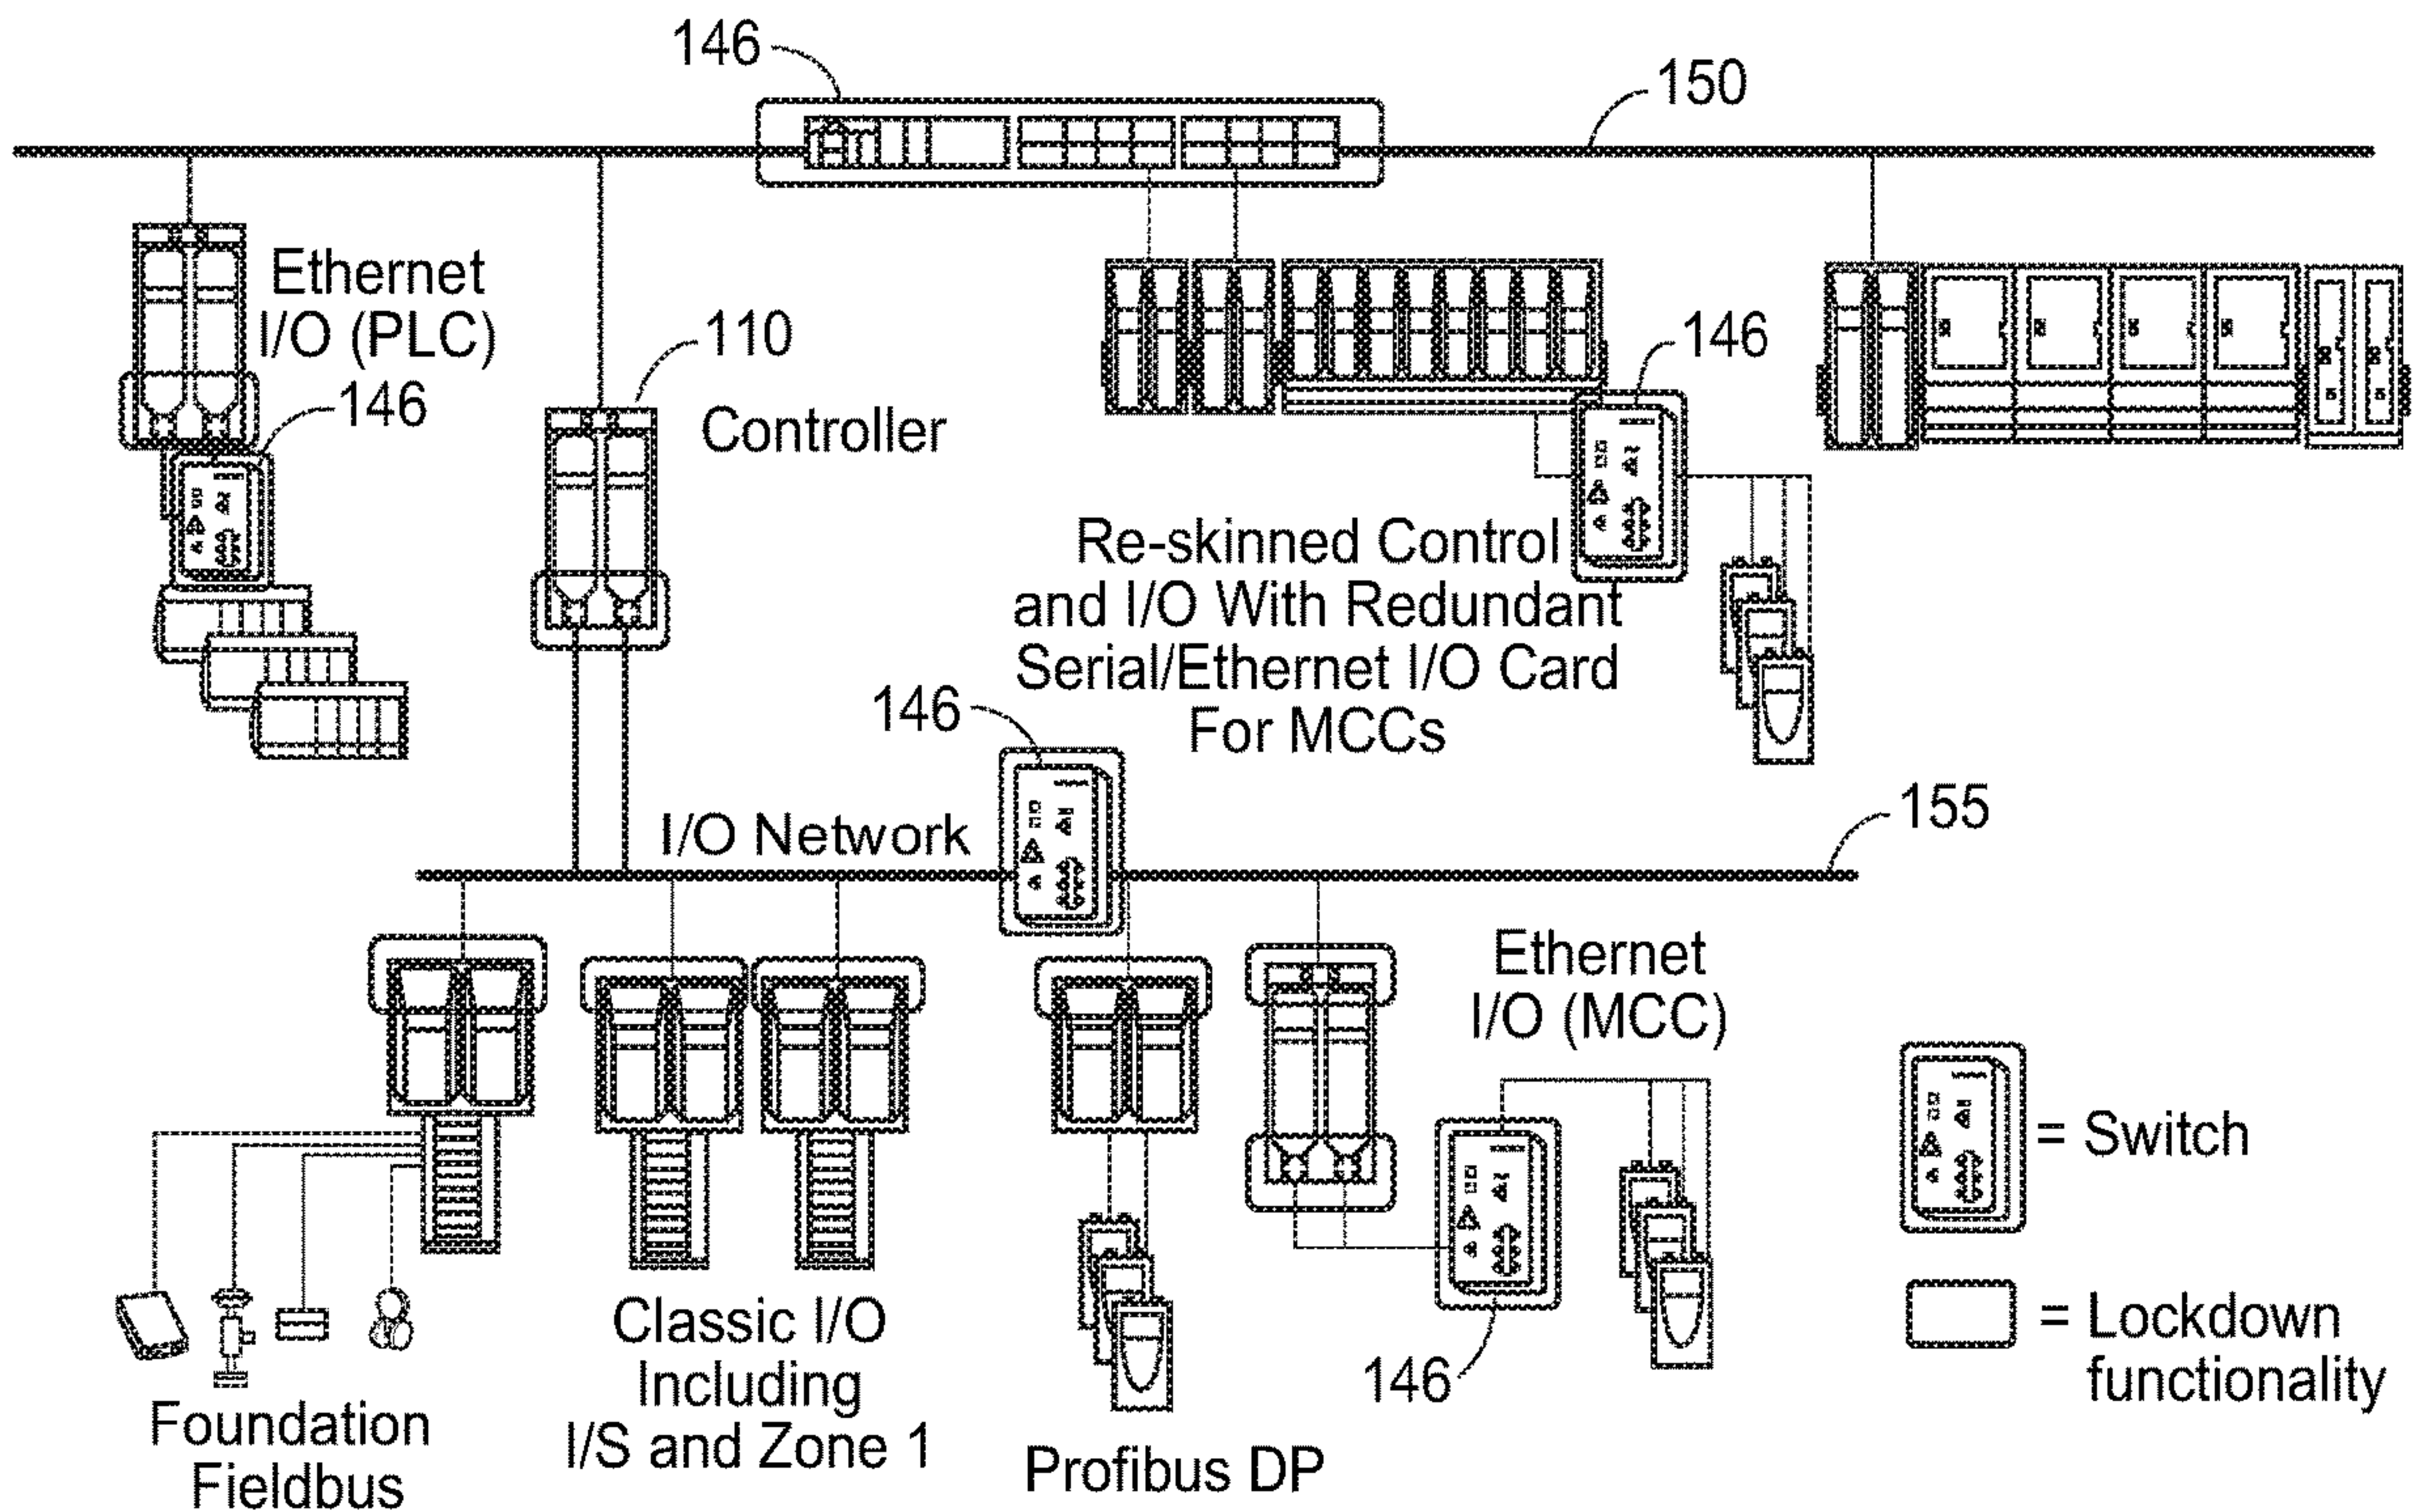 146
150
Ethernet
I/O (PLC)
146
110
Controller
146
Re-skinned Control
and I/O With Redundant
Serial/Ethernet I/O Card
For MCCs
146
I/O Network
155
Ethernet
I/O (MCC)
= Switch
= Lockdown
functionality
146
Classic I/O
Including
I/S and Zone 1
Foundation
Fieldbus
Profibus DP